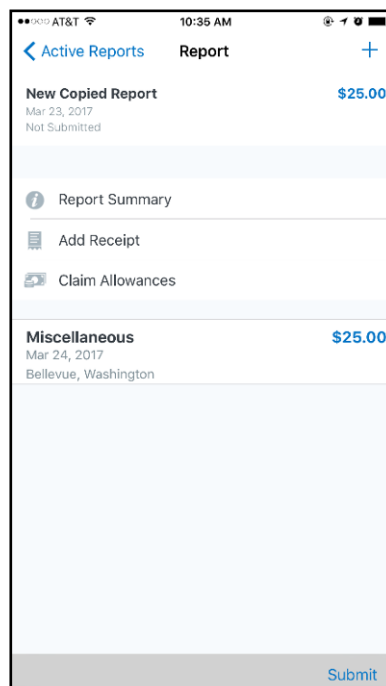 AT&T 10:35 AM
Active Reports Report +
New Copied Report $25.00
Mar 23, 2017
Not Submitted
Report Summary
Add Receipt
Claim Allowances
Miscellaneous $25.00
Mar 24, 2017
Bellevue, Washington
Submit